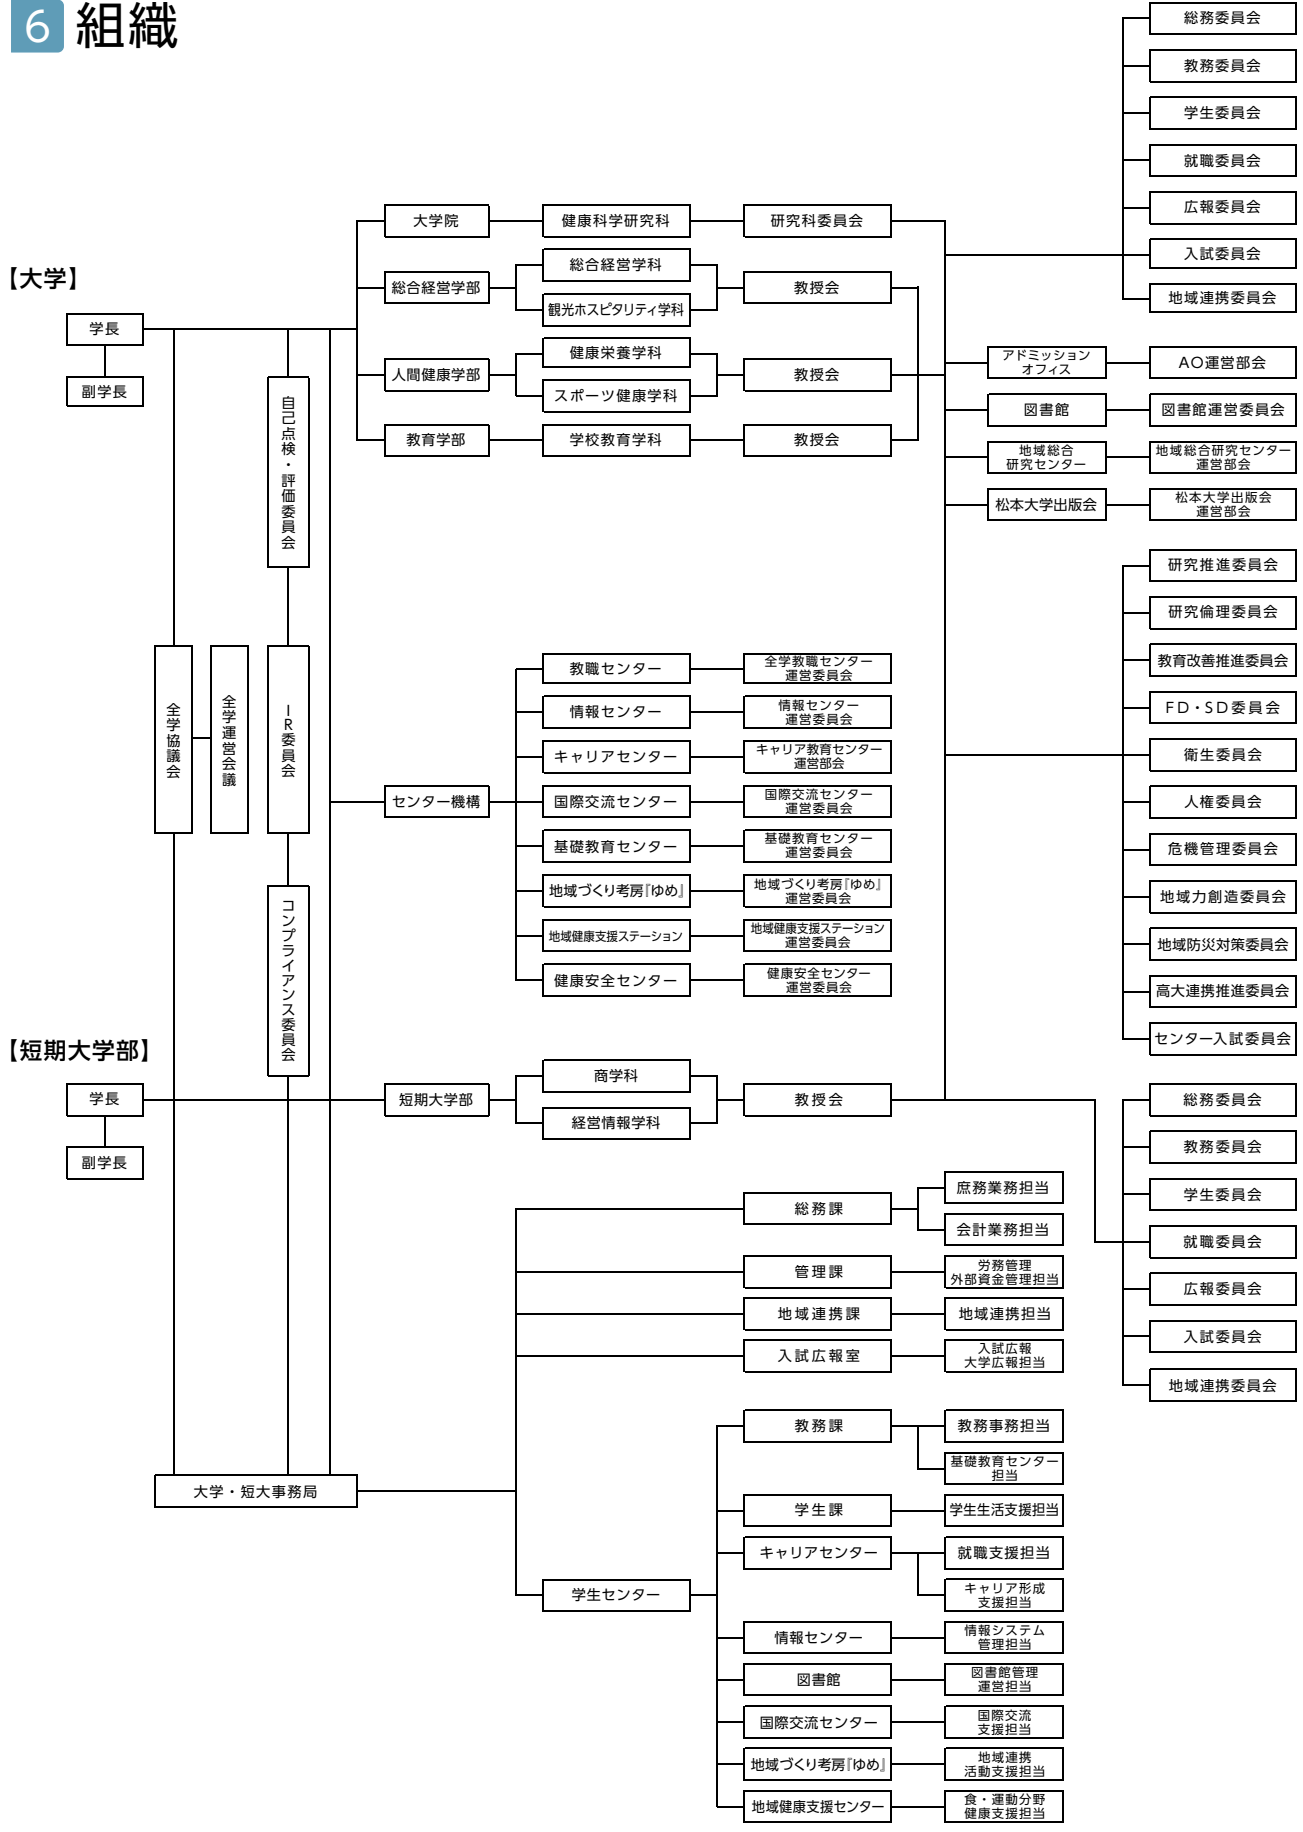 6 組織
総務委員会
教務委員会
学生委員会
就職委員会
広報委員会
入試委員会
地域連携委員会
【大学】
学長
副学長
大学院
健康科学研究科
研究科委員会
総合経営学部
総合経営学科
観光ホスピタリティ学科
教授会
人間健康学部
健康栄養学科
スポーツ健康学科
教授会
教育学部
学校教育学科
教授会
アドミッション
オフィス
AO運営部会
図書館
図書館運営委員会
地域総合
研究センター
地域総合研究センター
運営部会
松本大学出版会
松本大学出版会
運営部会
自己点検・評価委員会
全学協議会
全学運営会議
IR委員会
コンプライアンス委員会
研究推進委員会
研究倫理委員会
教育改善推進委員会
FD・SD委員会
衛生委員会
人権委員会
危機管理委員会
地域力創造委員会
地域防災対策委員会
高大連携推進委員会
センター入試委員会
センター機構
教職センター
全学教職センター
運営委員会
情報センター
情報センター
運営委員会
キャリアセンター
キャリア教育センター
運営部会
国際交流センター
国際交流センター
運営委員会
基礎教育センター
基礎教育センター
運営委員会
地域づくり考房『ゆめ』
地域づくり考房『ゆめ』
運営委員会
地域健康支援ステーション
地域健康支援ステーション
運営委員会
健康安全センター
健康安全センター
運営委員会
【短期大学部】
学長
副学長
短期大学部
商学科
経営情報学科
教授会
総務委員会
教務委員会
学生委員会
就職委員会
広報委員会
入試委員会
地域連携委員会
大学・短大事務局
総務課
庶務業務担当
会計業務担当
管理課
労務管理
外部資金管理担当
地域連携課
地域連携担当
入試広報室
入試広報
大学広報担当
学生センター
教務課
教務事務担当
基礎教育センター
担当
学生課
学生生活支援担当
キャリアセンター
就職支援担当
キャリア形成
支援担当
情報センター
情報システム
管理担当
図書館
図書館管理
運営担当
国際交流センター
国際交流
支援担当
地域づくり考房『ゆめ』
地域連携
活動支援担当
地域健康支援センター
食・運動分野
健康支援担当